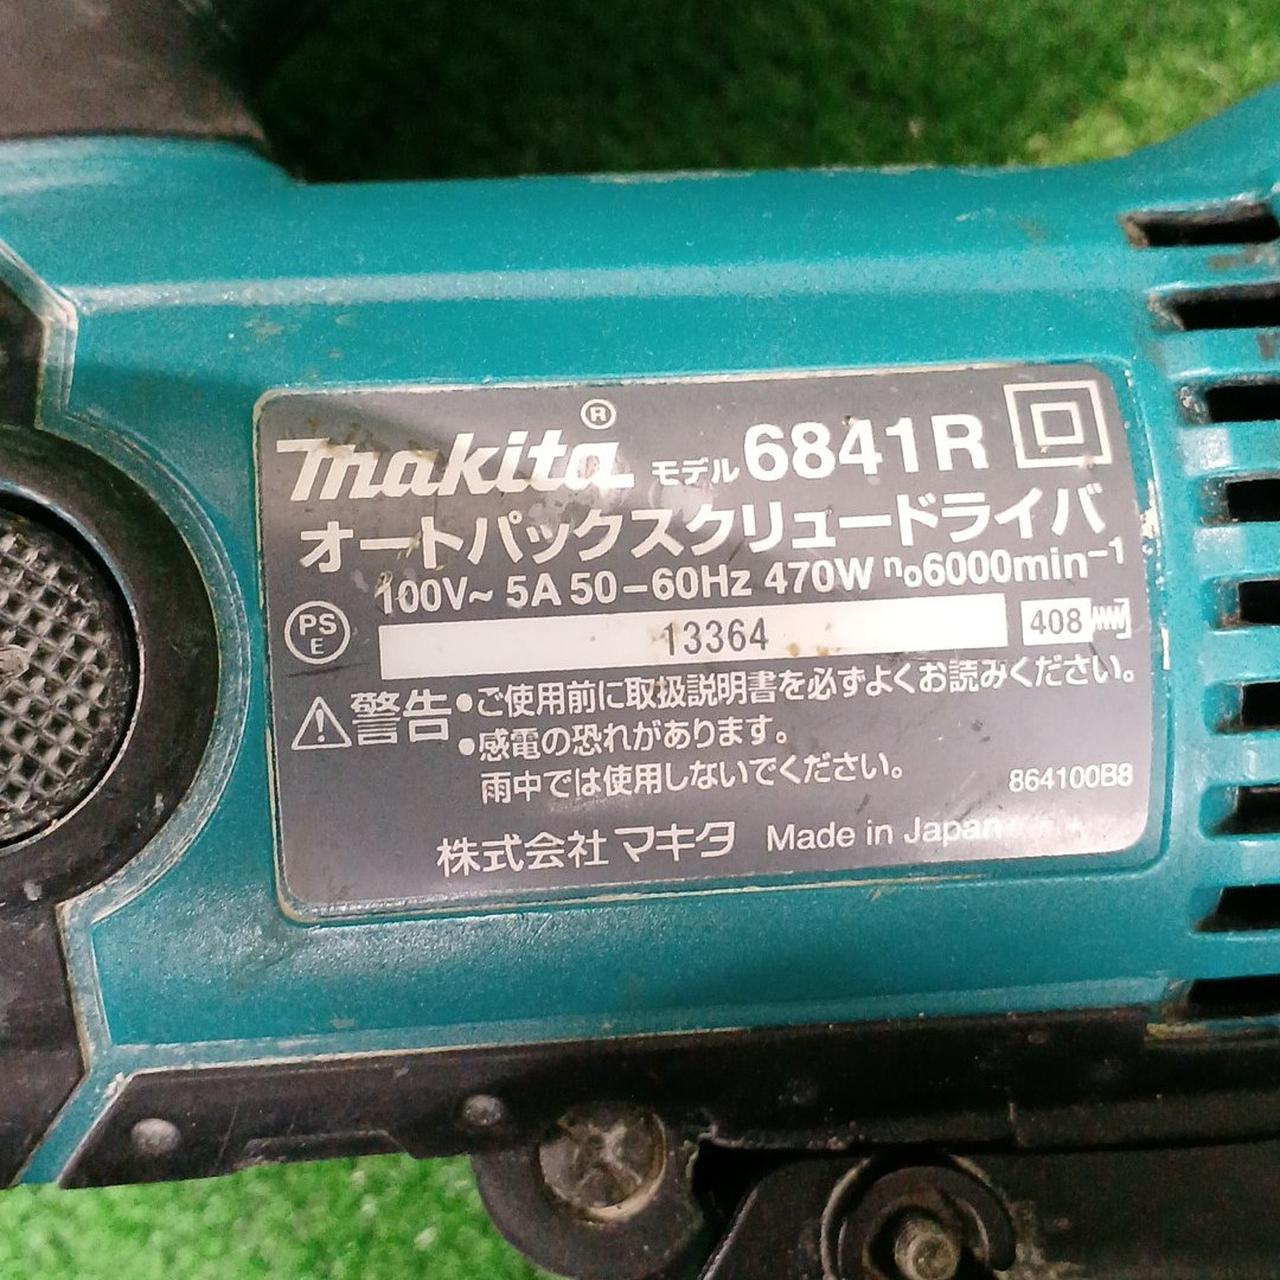 makita® モデル 6841R
オートパックスクリュードライバ
100V~ 5A 50-60Hz 470W n₀6000min⁻¹
PS E 13364 408
⚠警告 •ご使用前に取扱説明書を必ずよくお読みください。
•感電の恐れがあります。
雨中では使用しないでください。
864100B8
株式会社 マキタ Made in Japan